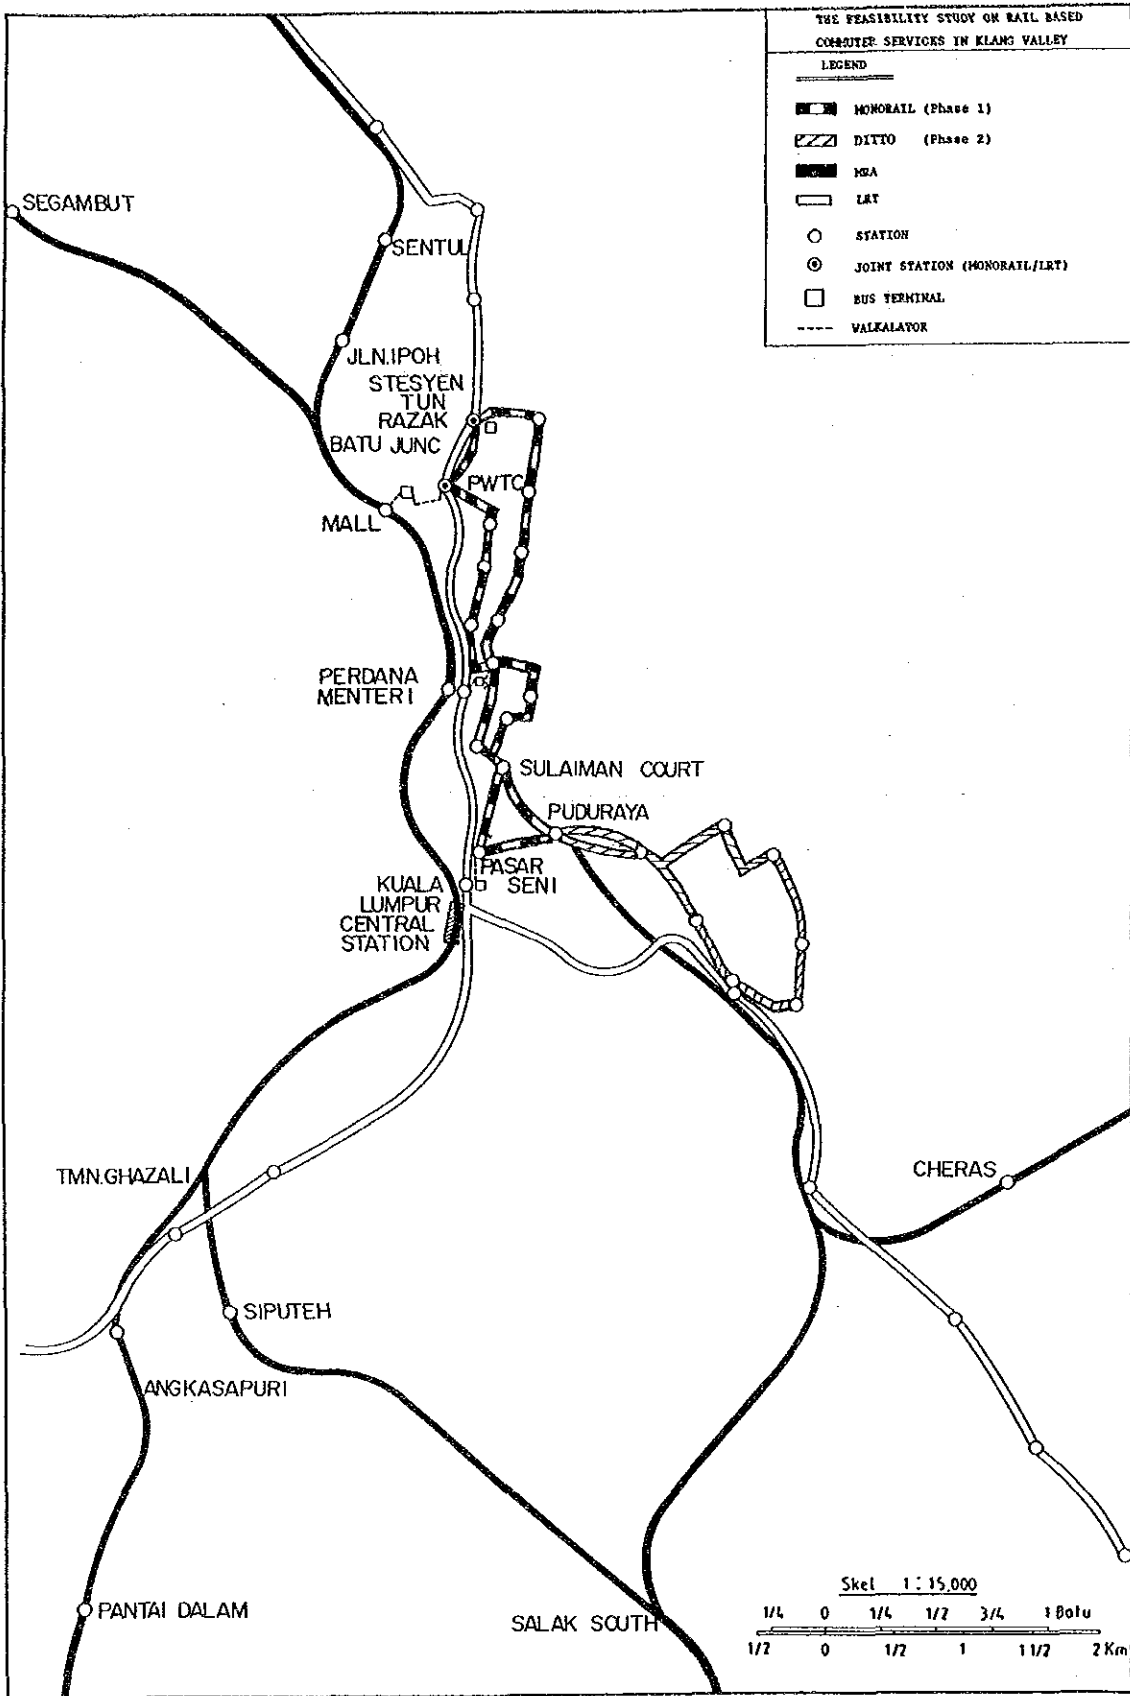 THE FEASIBILITY STUDY ON RAIL BASED
COMMUTER SERVICES IN KLANG VALLEY
LEGEND
MONORAIL (Phase 1)
DITTO (Phase 2)
MRA
LRT
STATION
JOINT STATION (MONORAIL/LRT)
BUS TERMINAL
WALKALATOR
SEGAMBUT
SENTUL
JLN.IPOH
STESYEN
TUN
RAZAK
BATU JUNC
PWTC
MALL
PERDANA
MENTERI
SULAIMAN COURT
PUDURAYA
PASAR
SENI
KUALA
LUMPUR
CENTRAL
STATION
TMN.GHAZALI
CHERAS
SIPUTEH
ANGKASAPURI
PANTAI DALAM
SALAK SOUTH
Skel 1:15,000
1/4 0 1/4 1/2 3/4 1 Batu
1/2 0 1/2 1 1 1/2 2 Km